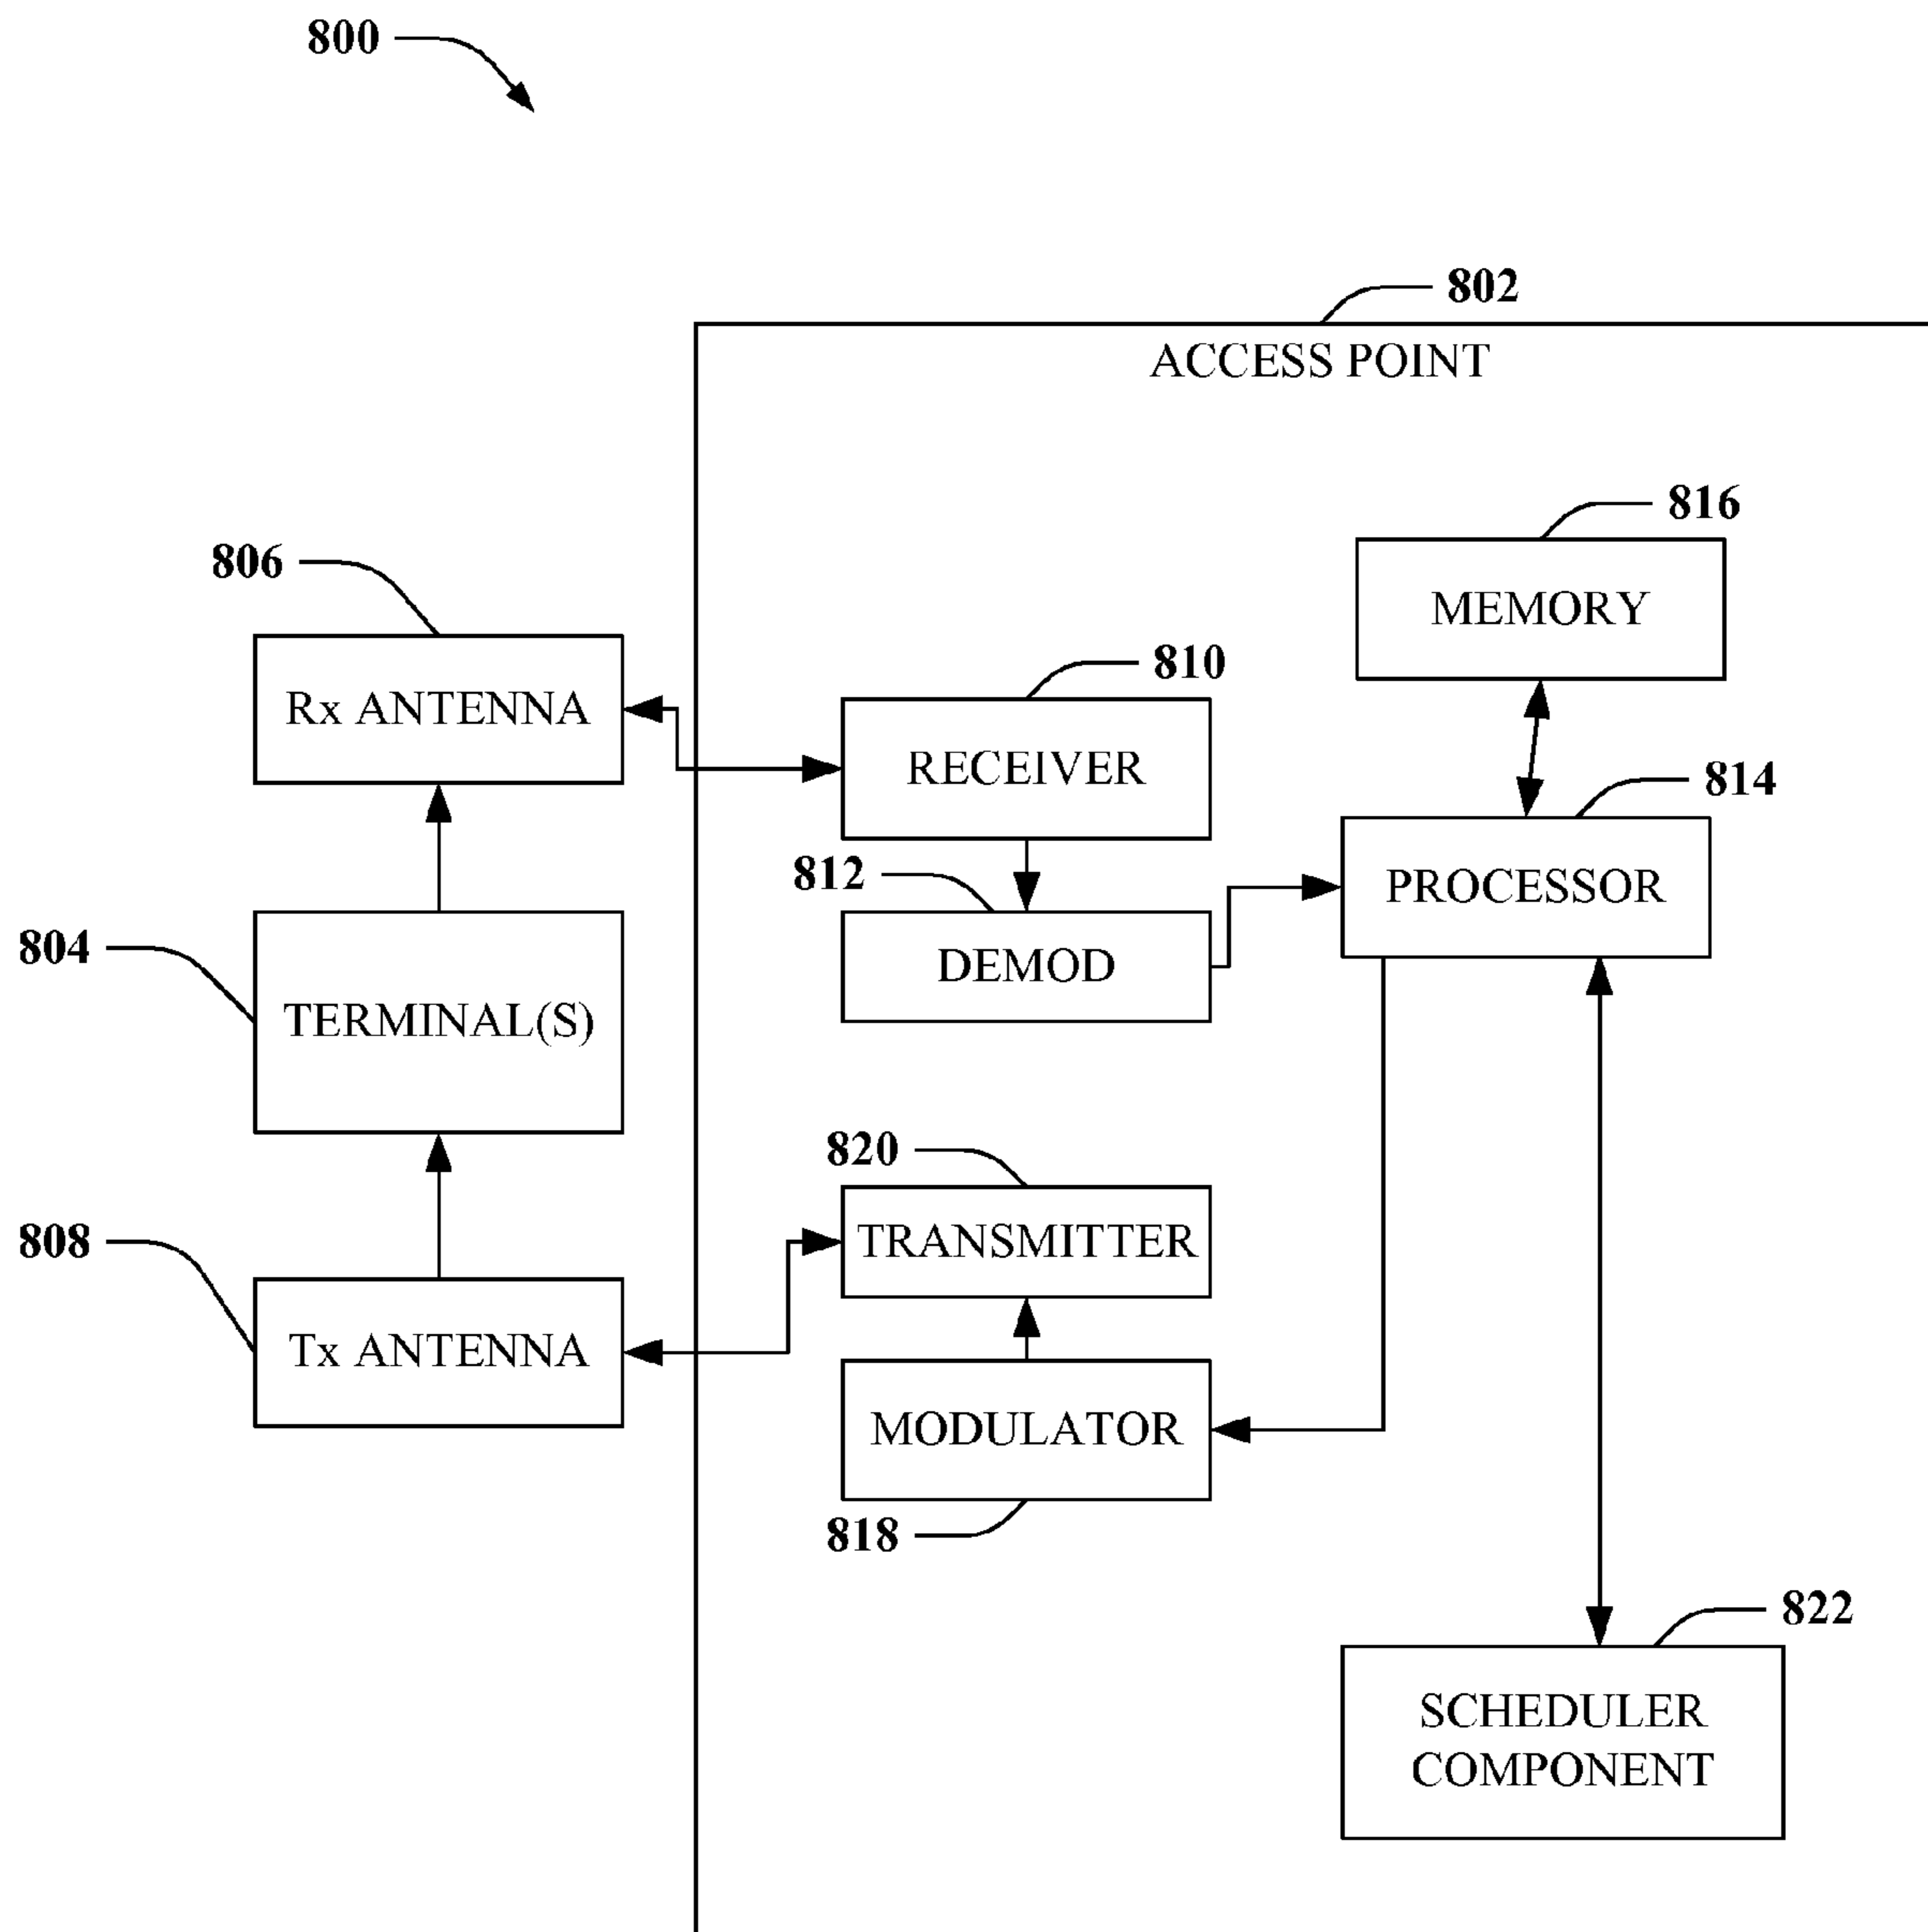 800
802
ACCESS POINT
816
MEMORY
806
Rx ANTENNA
810
RECEIVER
814
PROCESSOR
812
DEMOD
804
TERMINAL(S)
820
TRANSMITTER
808
Tx ANTENNA
MODULATOR
818
822
SCHEDULER
COMPONENT